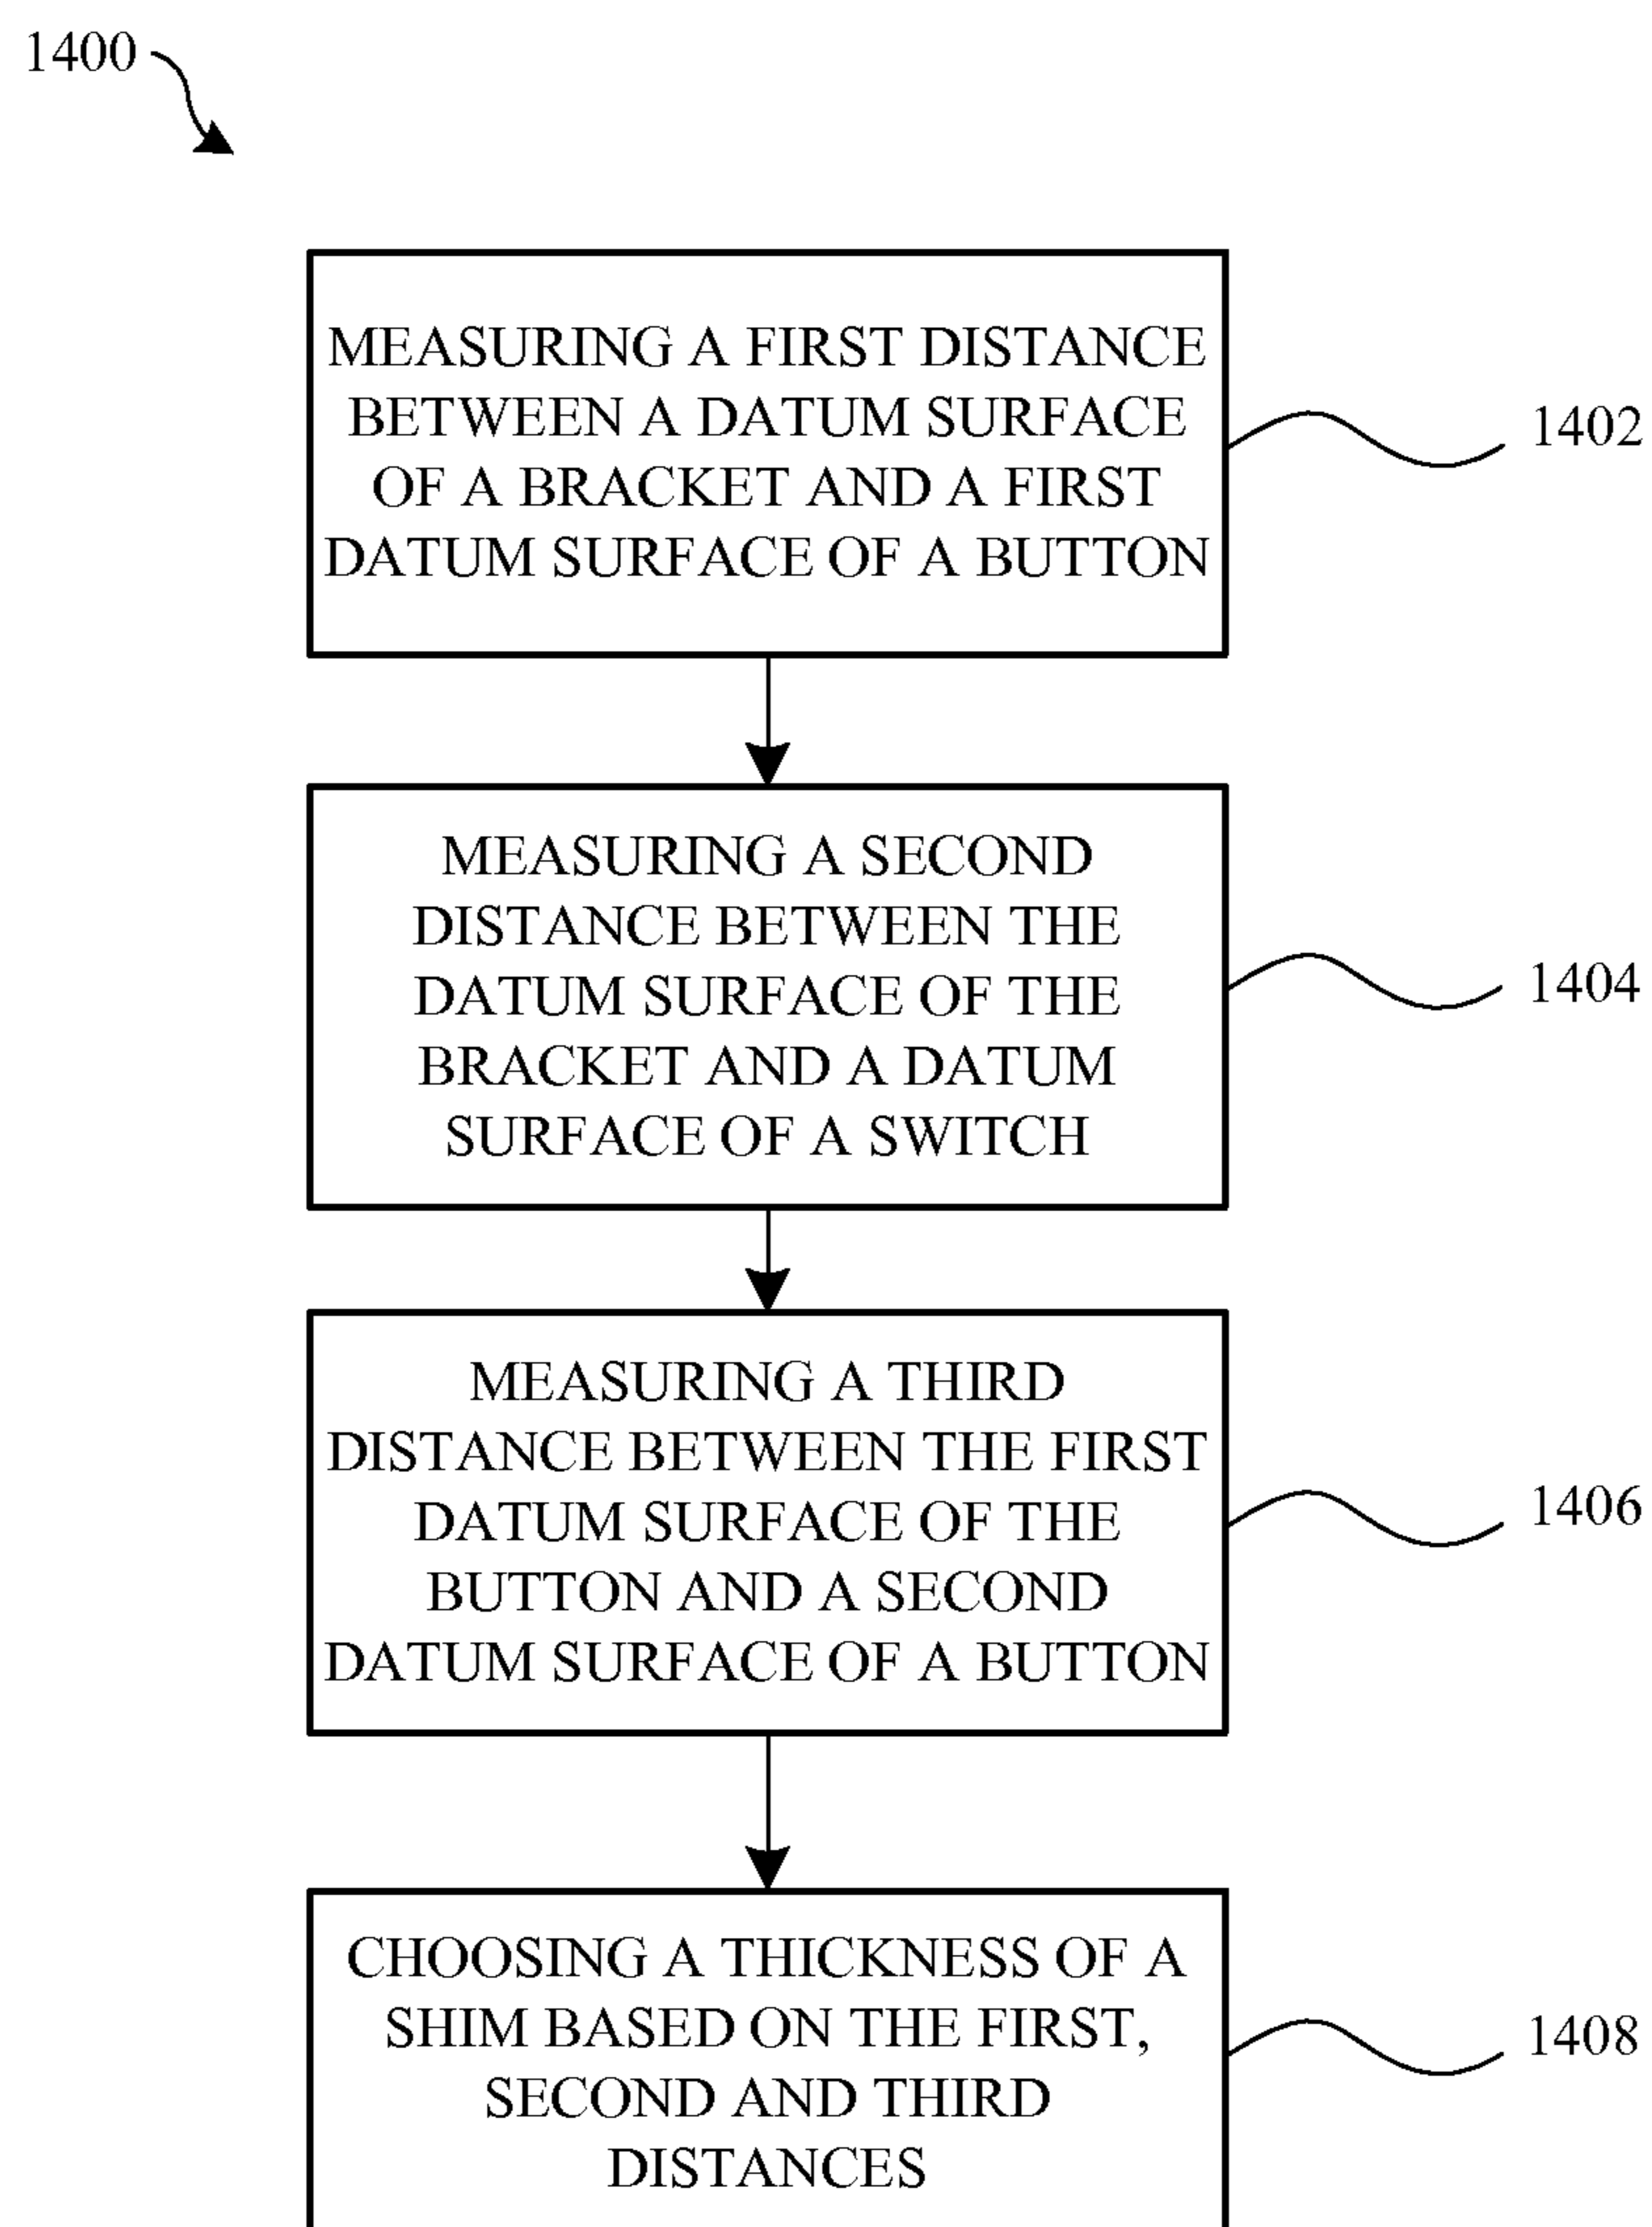 1400
MEASURING A FIRST DISTANCE
BETWEEN A DATUM SURFACE
OF A BRACKET AND A FIRST
DATUM SURFACE OF A BUTTON
1402
MEASURING A SECOND
DISTANCE BETWEEN THE
DATUM SURFACE OF THE
BRACKET AND A DATUM
SURFACE OF A SWITCH
1404
MEASURING A THIRD
DISTANCE BETWEEN THE FIRST
DATUM SURFACE OF THE
BUTTON AND A SECOND
DATUM SURFACE OF A BUTTON
1406
CHOOSING A THICKNESS OF A
SHIM BASED ON THE FIRST,
SECOND AND THIRD
DISTANCES
1408